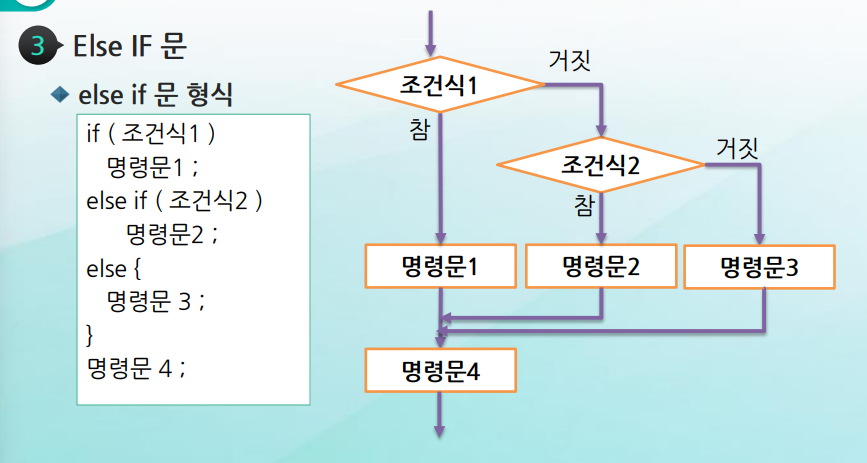 3 Else IF 문
else if 문 형식
if ( 조건식1 )
명령문1 ;
else if ( 조건식2 )
명령문2 ;
else {
명령문 3 ;
}
명령문 4 ;
조건식1
거짓
참
조건식2
거짓
참
명령문1
명령문2
명령문3
명령문4